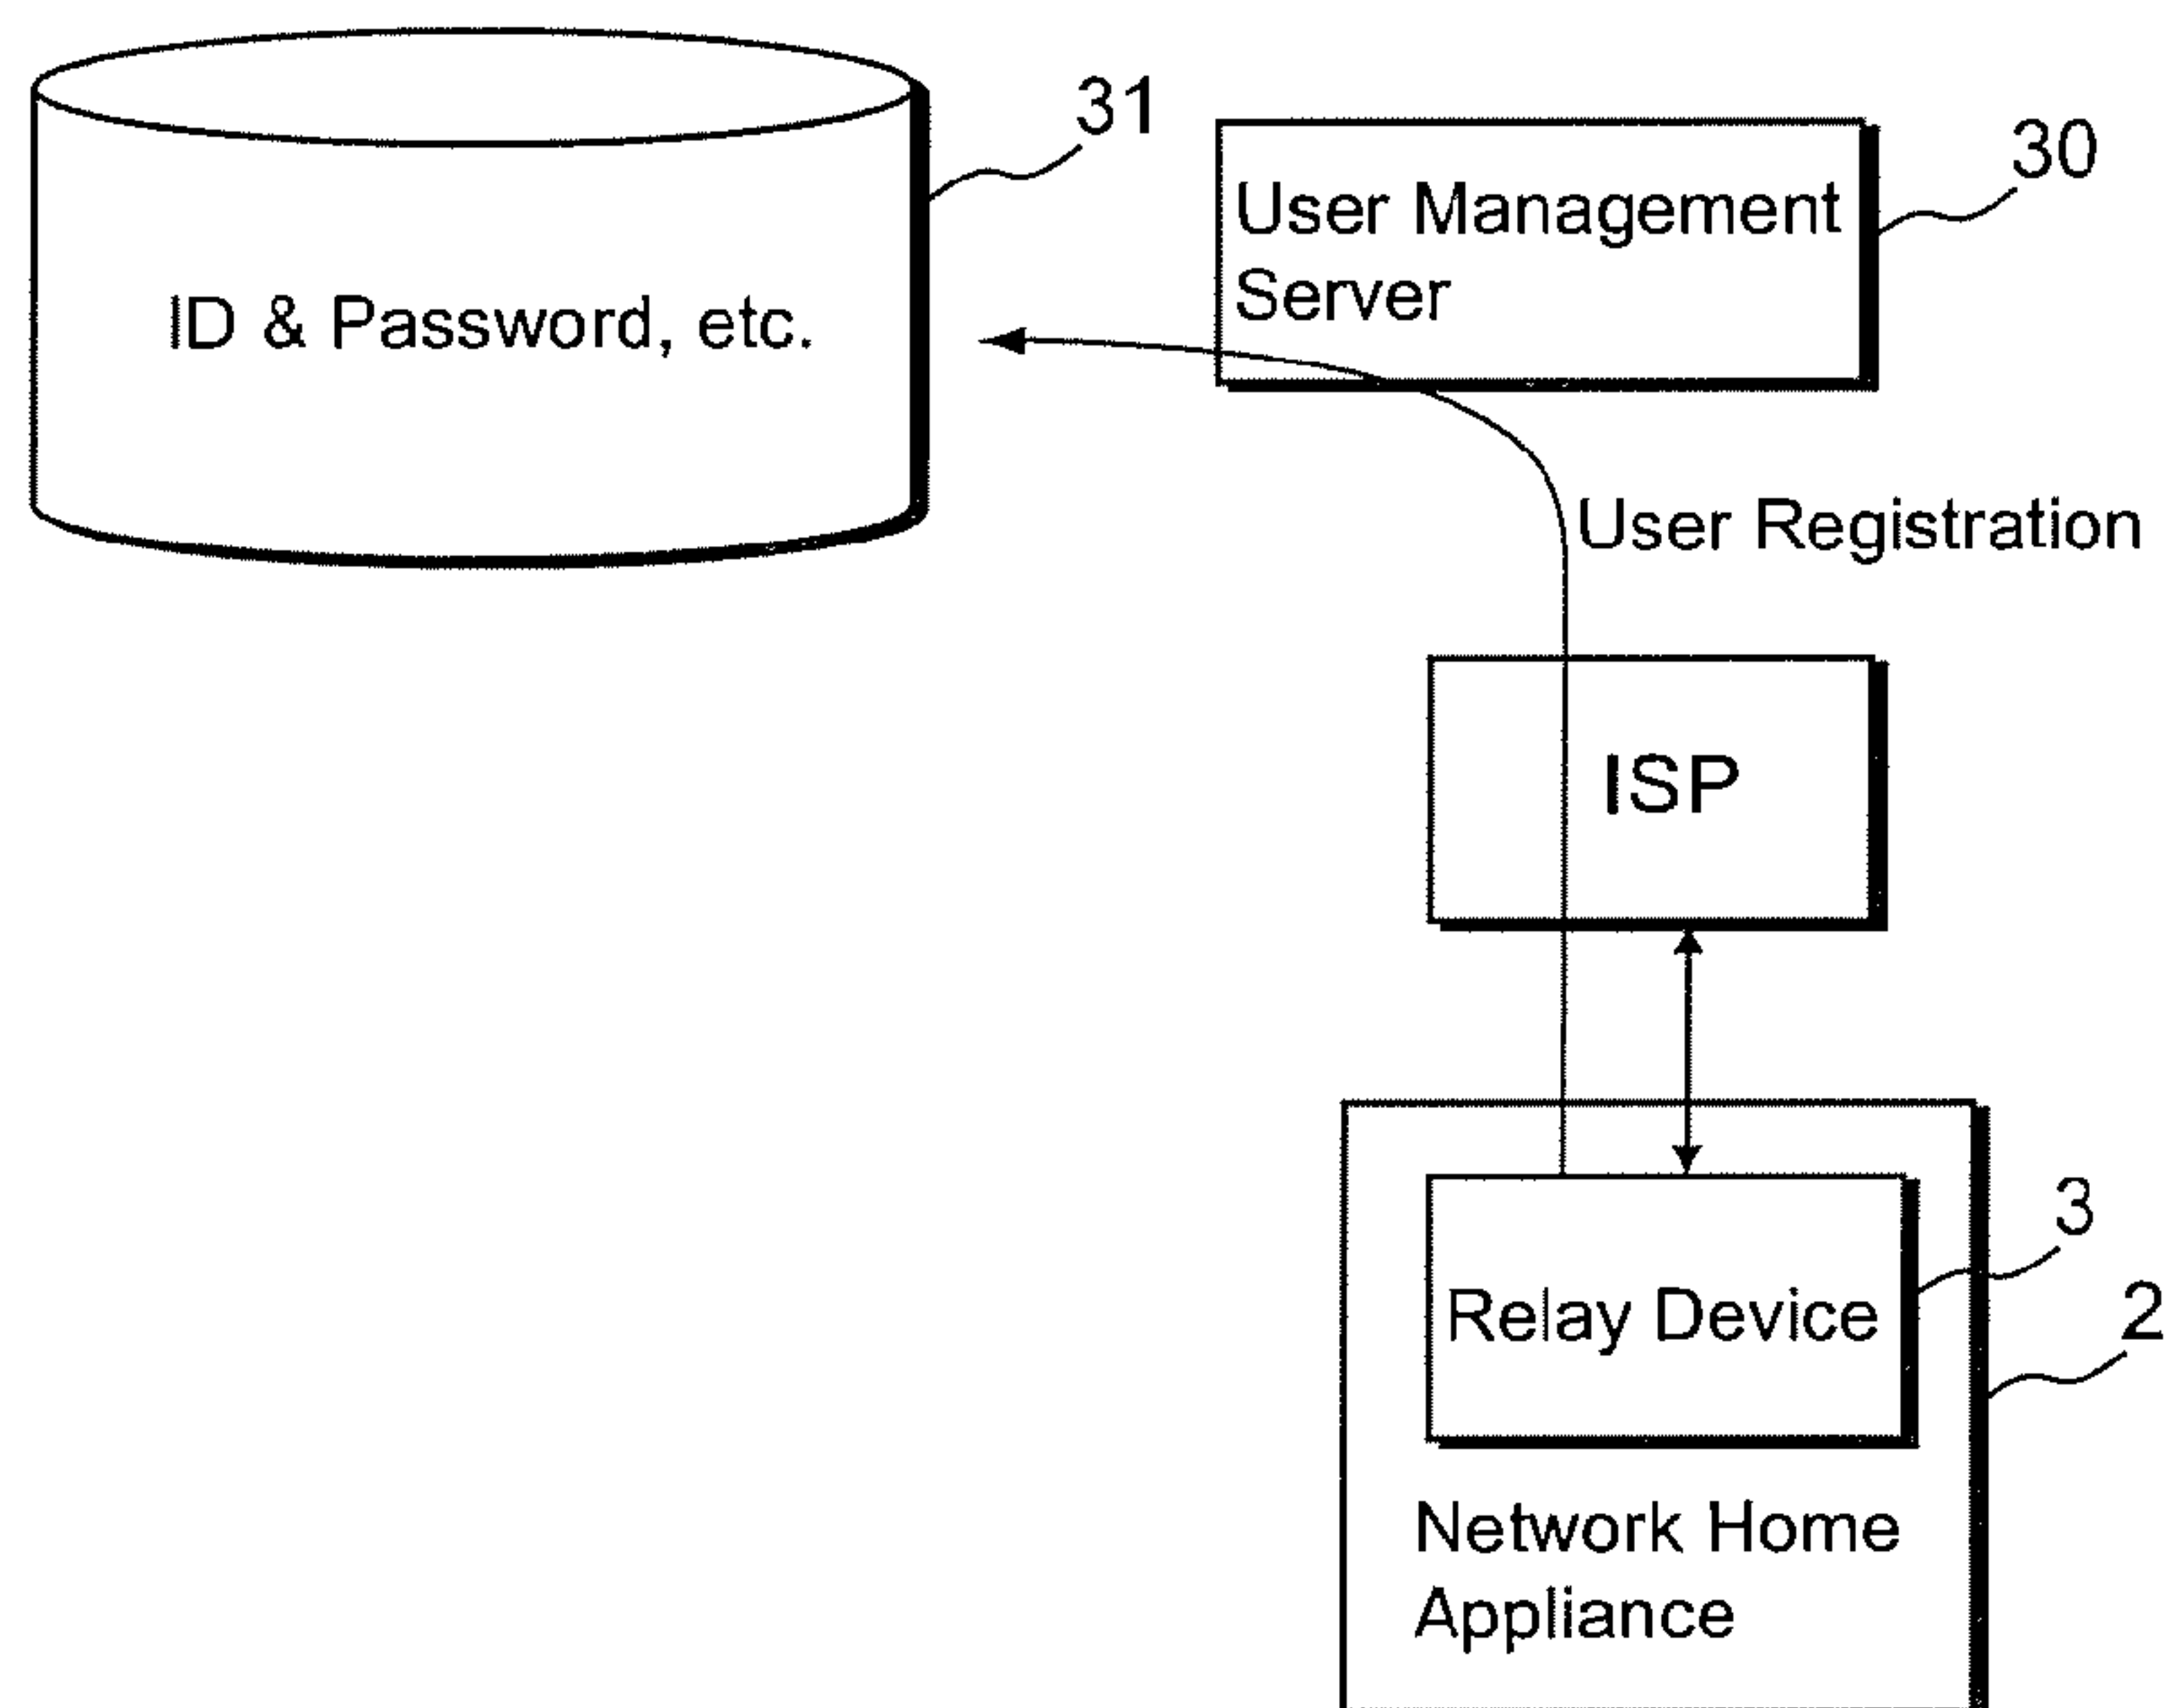 31
30
User Management
Server
ID & Password, etc.
User Registration
ISP
3
Relay Device
2
Network Home
Appliance